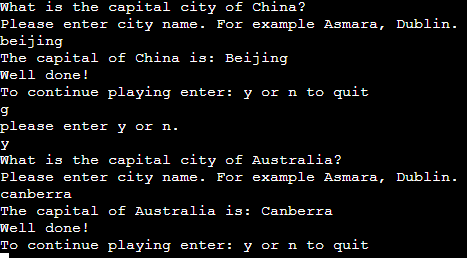 What is the capital city of China?
Please enter city name. For example Asmara, Dublin.
beijing
The capital of China is: Beijing
Well done!
To continue playing enter: y or n to quit
g
please enter y or n.
y
What is the capital city of Australia?
Please enter city name. For example Asmara, Dublin.
canberra
The capital of Australia is: Canberra
Well done!
To continue playing enter: y or n to quit